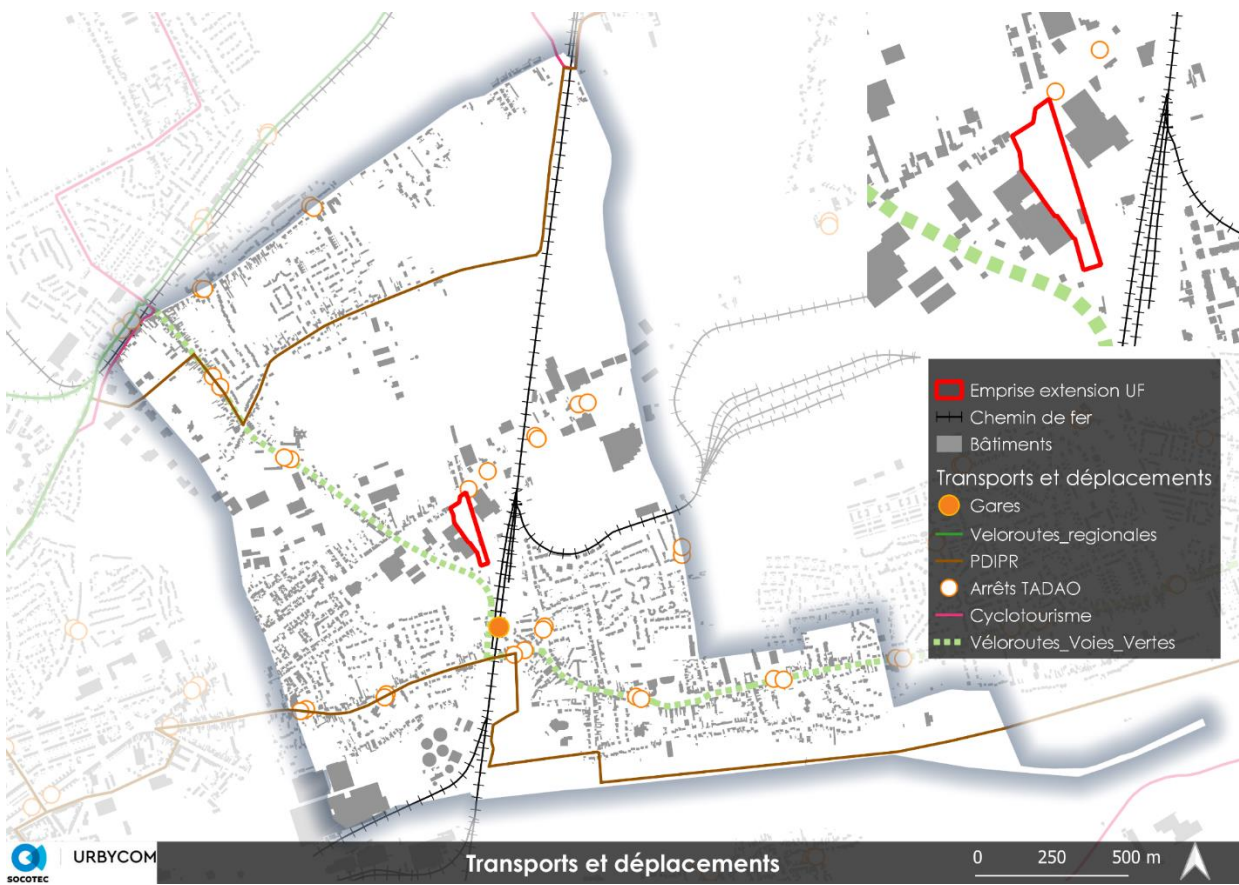 Emprise extension UF
Chemin de fer
Bâtiments
Transports et déplacements
Gares
Veloroutes_regionales
PDIPR
Arrêts TADAO
Cyclotourisme
Véloroutes_Voies_Vertes
SOCOTEC
URBYCOM
Transports et déplacements
0 250 500 m